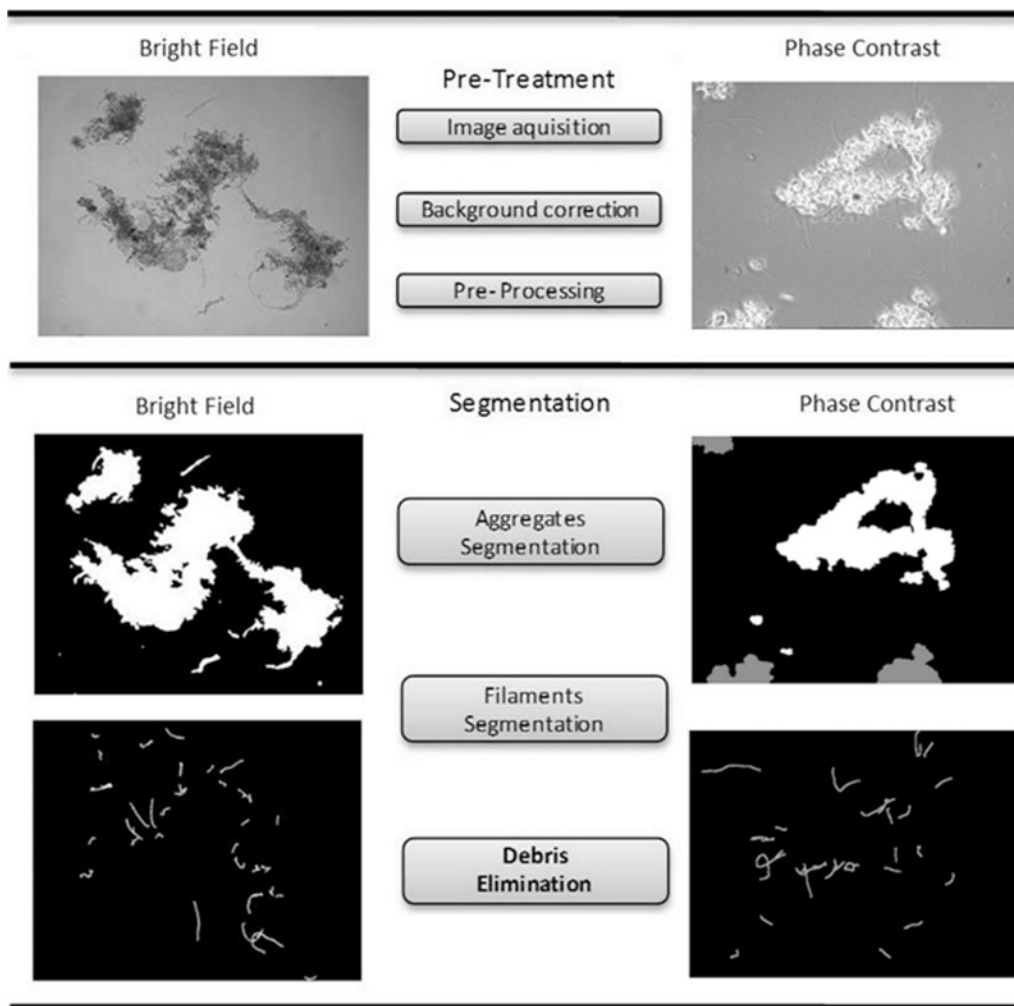 Bright Field
Pre-Treatment
Phase Contrast
Image aquisition
Background correction
Pre-Processing
Bright Field
Segmentation
Phase Contrast
Aggregates
Segmentation
Filaments
Segmentation
Debris
Elimination